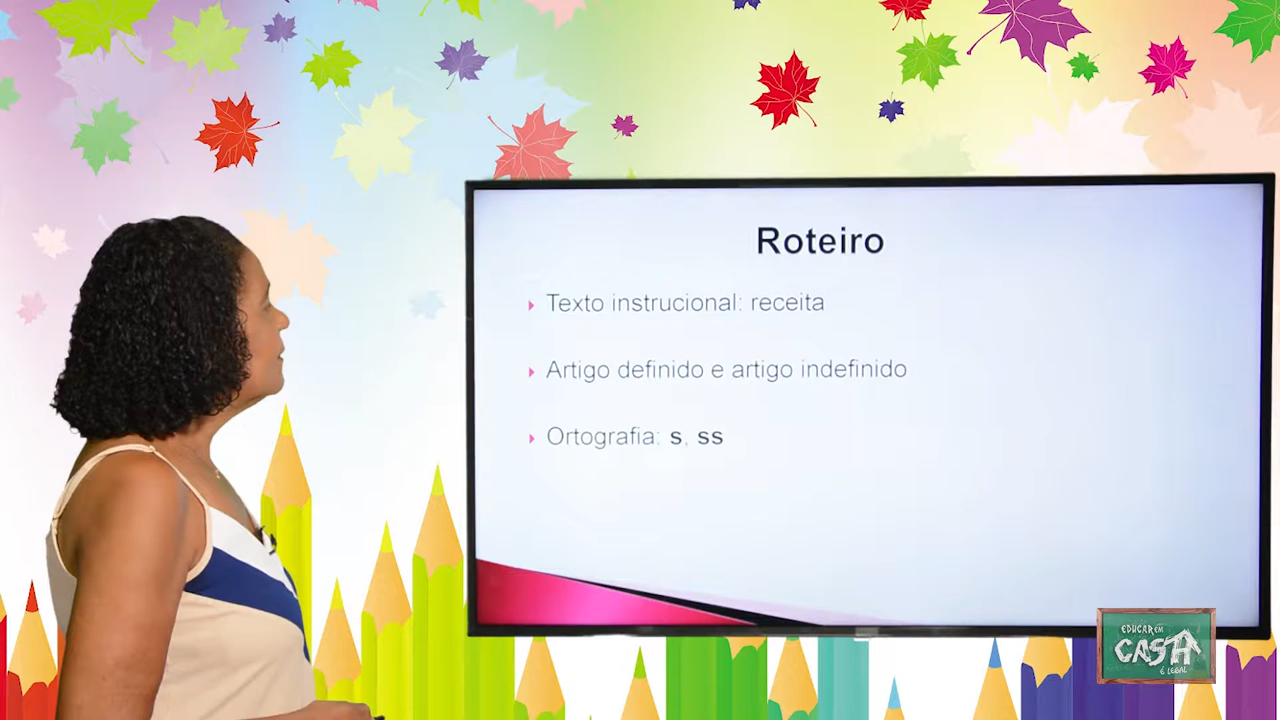 Roteiro
Texto instrucional: receita
Artigo definido e artigo indefinido
Ortografia: s, ss
EDUCAR EM
CASA
É LEGAL